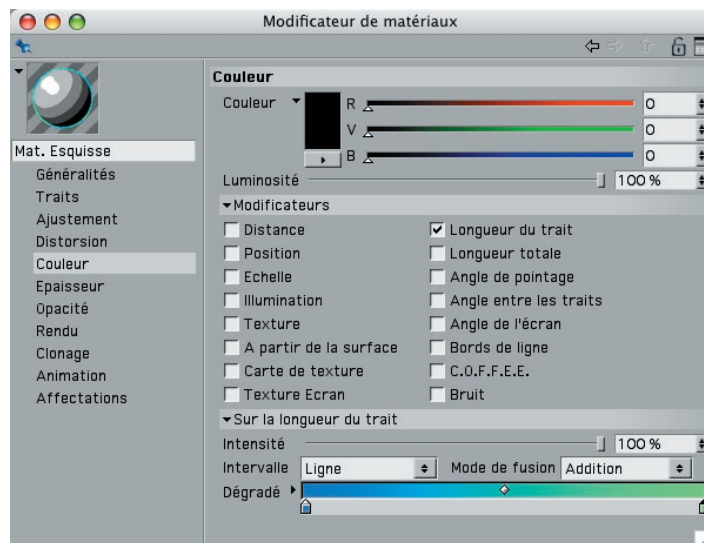 Modificateur de matériaux
Couleur
Couleur R 0
V 0
B 0
Luminosité 100 %
Mat. Esquisse
Généralités
Traits
Ajustement
Distorsion
Couleur
Epaisseur
Opacité
Rendu
Clonage
Animation
Affectations
Modificateurs
Distance Longueur du trait
Position Longueur totale
Echelle Angle de pointage
Illumination Angle entre les traits
Texture Angle de l'écran
A partir de la surface Bords de ligne
Carte de texture C.O.F.F.E.E.
Texture Ecran Bruit
Sur la longueur du trait
Intensité 100 %
Intervalle Ligne Mode de fusion Addition
Dégradé